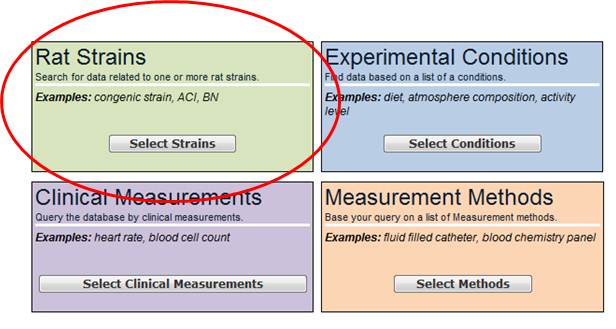 Rat Strains
Search for data related to one or more rat strains.
Examples: congenic strain, ACI, BN
Select Strains
Experimental Conditions
Find data based on a list of a conditions.
Examples: diet, atmosphere composition, activity
level
Select Conditions
Clinical Measurements
Query the database by clinical measurements.
Examples: heart rate, blood cell count
Select Clinical Measurements
Measurement Methods
Base your query on a list of Measurement methods.
Examples: fluid filled catheter, blood chemistry panel
Select Methods